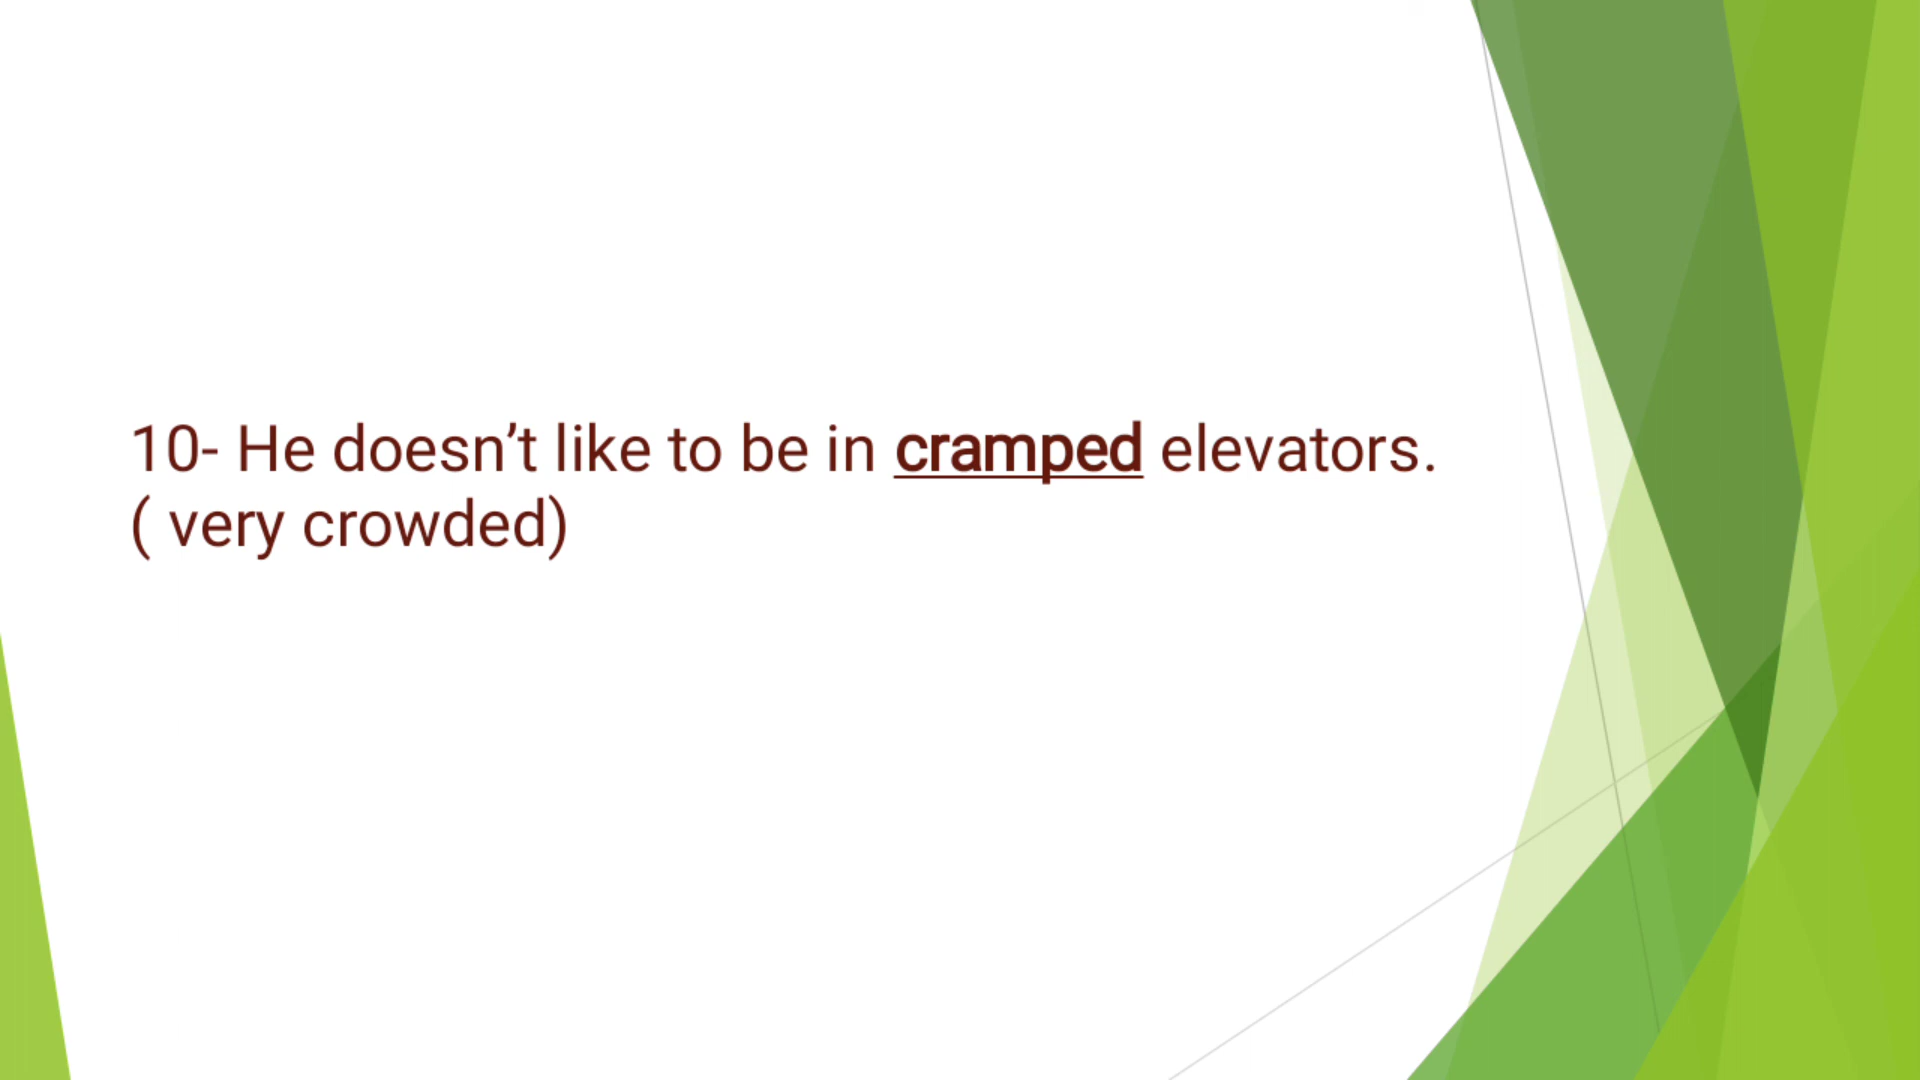 10- He doesn’t like to be in cramped elevators.
( very crowded)